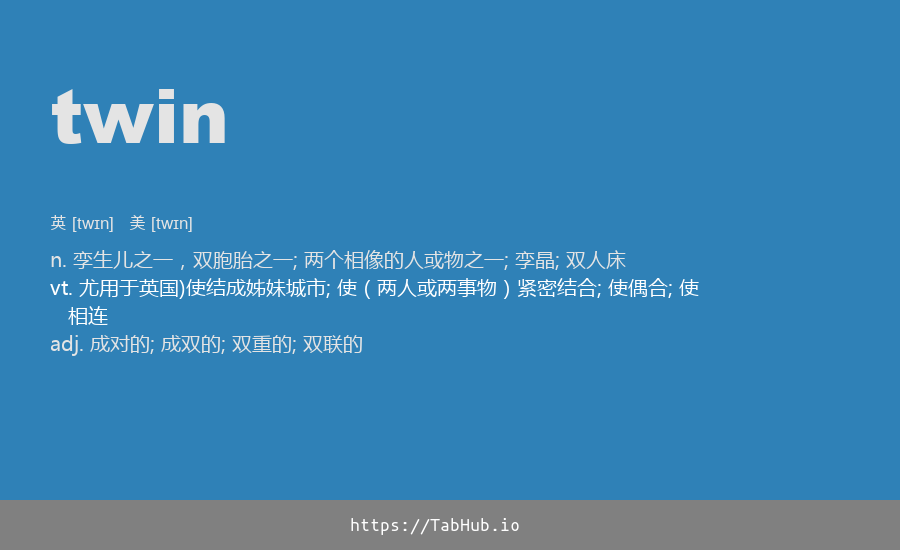 twin
英 [twɪn] 美 [twɪn]
n. 孪生儿之一，双胞胎之一; 两个相像的人或物之一; 孪晶; 双人床
vt. 尤用于英国)使结成姊妹城市; 使（两人或两事物）紧密结合; 使偶合; 使
相连
adj. 成对的; 成双的; 双重的; 双联的
https://TabHub.io